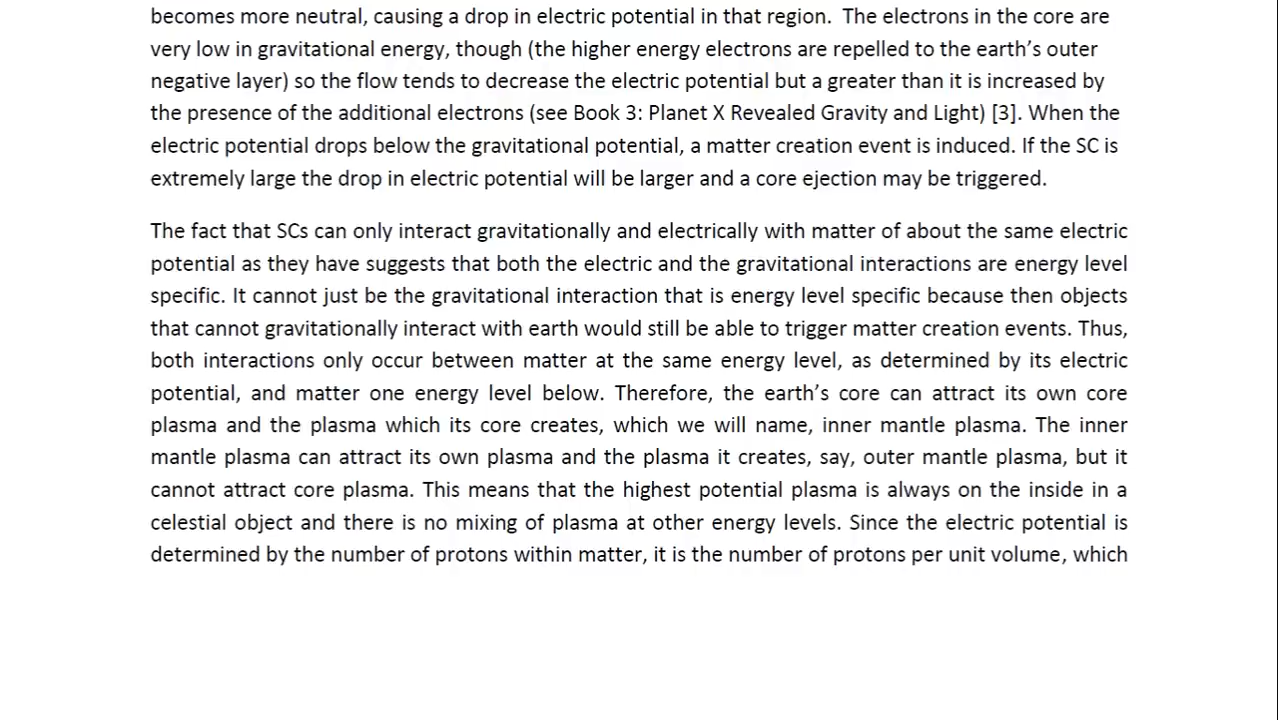 becomes more neutral, causing a drop in electric potential in that region.  The electrons in the core are
very low in gravitational energy, though (the higher energy electrons are repelled to the earth’s outer
negative layer) so the flow tends to decrease the electric potential but a greater than it is increased by
the presence of the additional electrons (see Book 3: Planet X Revealed Gravity and Light) [3]. When the
electric potential drops below the gravitational potential, a matter creation event is induced. If the SC is
extremely large the drop in electric potential will be larger and a core ejection may be triggered.
The fact that SCs can only interact gravitationally and electrically with matter of about the same electric
potential as they have suggests that both the electric and the gravitational interactions are energy level
specific. It cannot just be the gravitational interaction that is energy level specific because then objects
that cannot gravitationally interact with earth would still be able to trigger matter creation events. Thus,
both interactions only occur between matter at the same energy level, as determined by its electric
potential, and matter one energy level below. Therefore, the earth’s core can attract its own core
plasma and the plasma which its core creates, which we will name, inner mantle plasma. The inner
mantle plasma can attract its own plasma and the plasma it creates, say, outer mantle plasma, but it
cannot attract core plasma. This means that the highest potential plasma is always on the inside in a
celestial object and there is no mixing of plasma at other energy levels. Since the electric potential is
determined by the number of protons within matter, it is the number of protons per unit volume, which